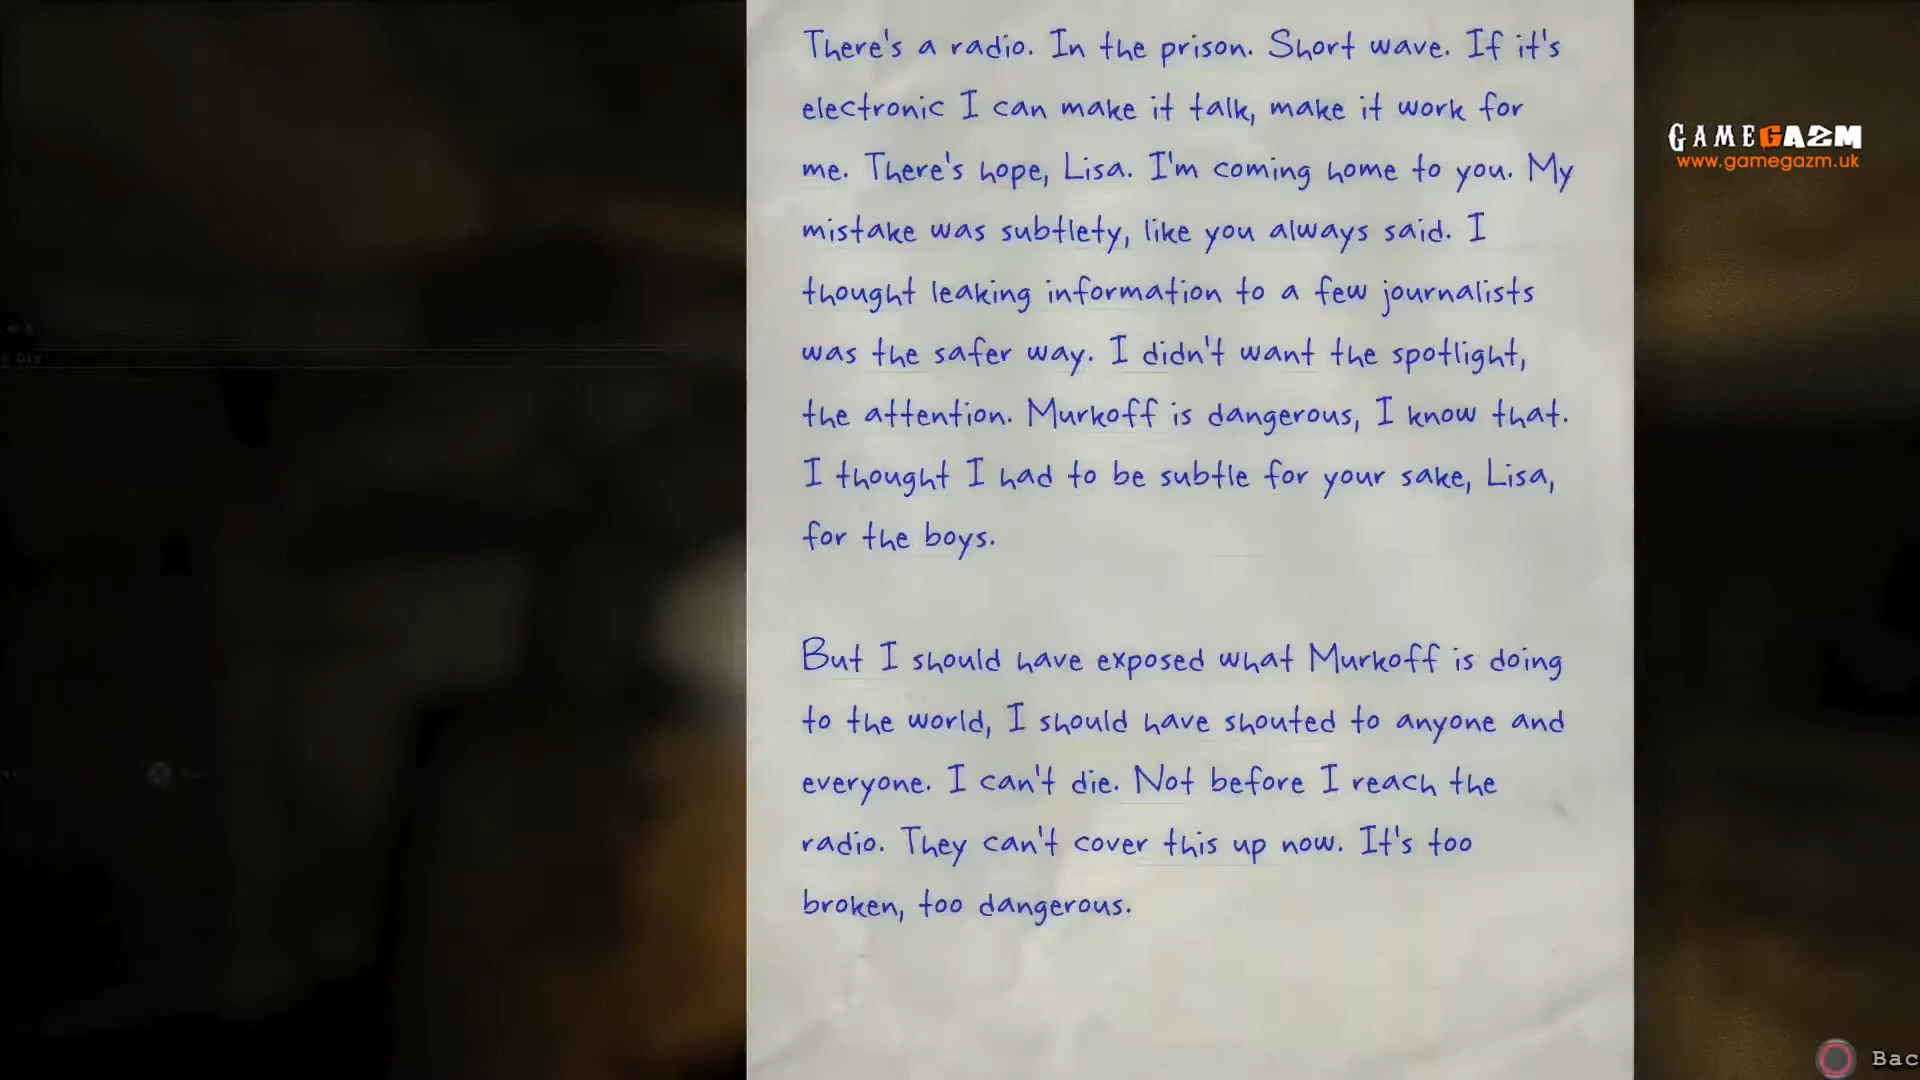 There's a radio. In the prison. Short wave. If it's
electronic I can make it talk, make it work for
me. There's hope, Lisa. I'm coming home to you. My
mistake was subtlety, like you always said. I
thought leaking information to a few journalists
was the safer way. I didn't want the spotlight,
the attention. Murkoff is dangerous, I know that.
I thought I had to be subtle for your sake, Lisa,
for the boys.
But I should have exposed what Murkoff is doing
to the world, I should have shouted to anyone and
everyone. I can't die. Not before I reach the
radio. They can't cover this up now. It's too
broken, too dangerous.
GAMEGAZM
www.gamegazm.uk
Bac